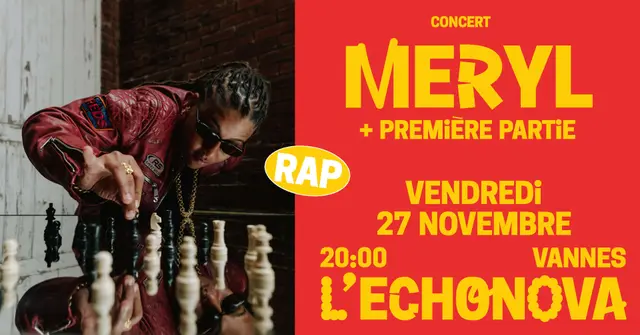 CONCERT
MERYL
+ PREMIÈRE PARTIE
RAP
VENDREDI
27 NOVEMBRE
20:00 VANNES
L'ECHONOVA